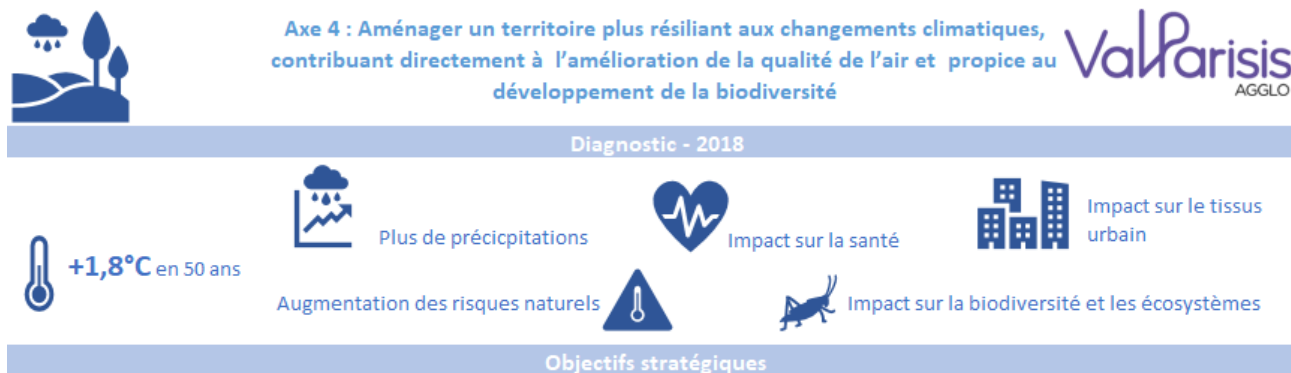 Axe 4 : Aménager un territoire plus résiliant aux changements climatiques,
contribuant directement à l'amélioration de la qualité de l'air et propice au
développement de la biodiversité
ValParisis
AGGLO
Diagnostic - 2018
+1,8°C en 50 ans
Plus de précicpitations
Impact sur la santé
Impact sur le tissus
urbain
Augmentation des risques naturels
Impact sur la biodiversité et les écosystèmes
Objectifs stratégiques